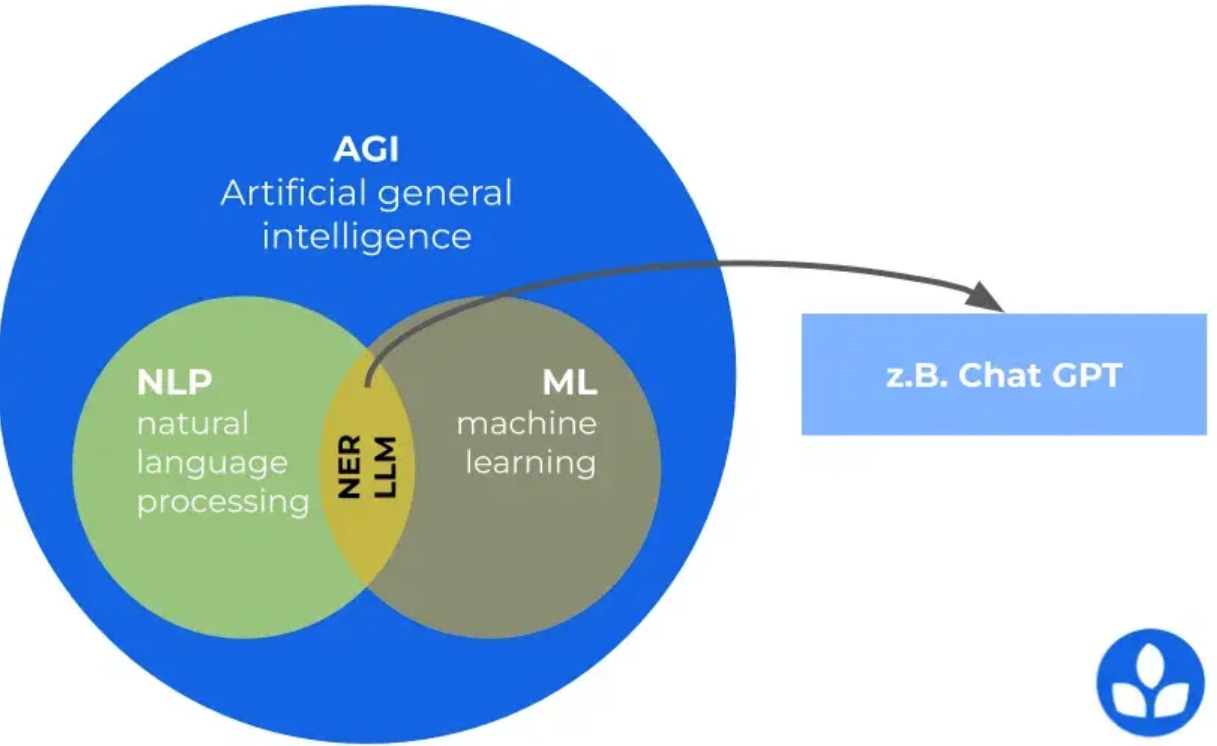 AGI
Artificial general
intelligence
NLP
natural
language
processing
NER
LLM
ML
machine
learning
z.B. Chat GPT